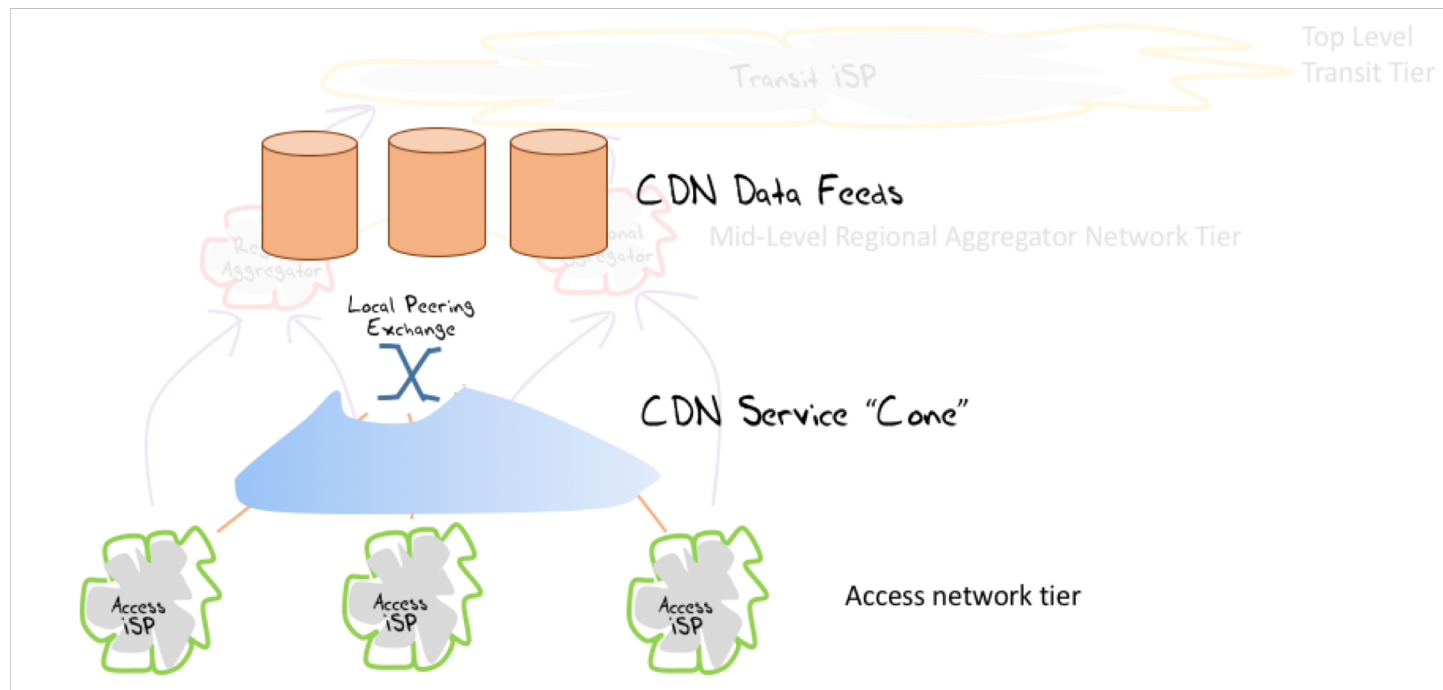 Top Level
Transit Tier
Transit iSP
CDN Data Feeds
Mid-Level Regional Aggregator Network Tier
Aggregator
Local Peering
Exchange
CDN Service “Cone”
Access
iSP
Access
iSP
Access
iSP
Access network tier